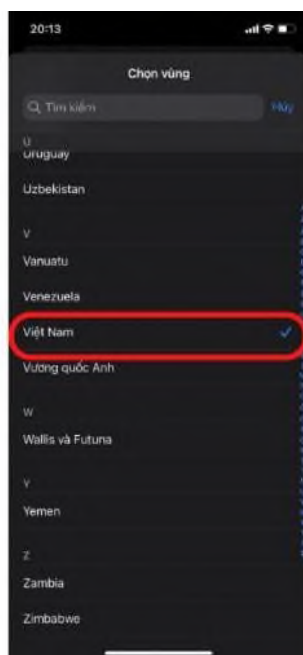 20:13
Chọn vùng
Tìm kiếm
Hủy
U
Uruguay
Uzbekistan
V
Vanuatu
Venezuela
Việt Nam
Vương quốc Anh
W
Wallis và Futuna
Y
Yemen
Z
Zambia
Zimbabwe